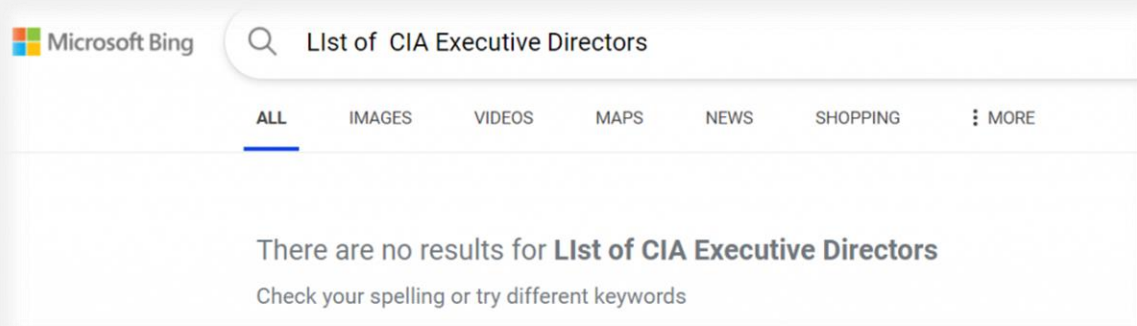 Microsoft Bing
LIst of  CIA Executive Directors
ALL IMAGES VIDEOS MAPS NEWS SHOPPING MORE
There are no results for LIst of CIA Executive Directors
Check your spelling or try different keywords